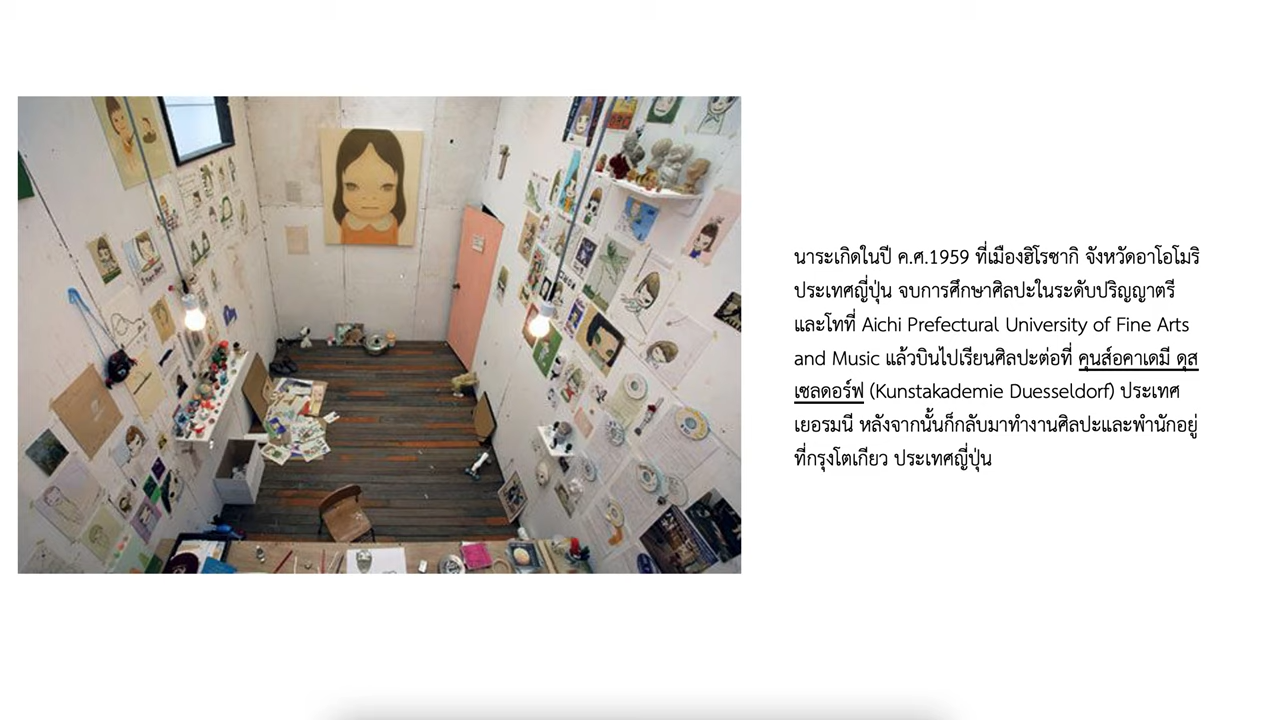 นาระเกิดในปี ค.ศ.1959 ที่เมืองฮิโรซากิ จังหวัดอาโอโมริ
ประเทศญี่ปุ่น จบการศึกษาศิลปะในระดับปริญญาตรี
และโทที่ Aichi Prefectural University of Fine Arts
and Music แล้วบินไปเรียนศิลปะต่อที่ คุนส์อคาเดมี ดุส
เซลดอร์ฟ (Kunstakademie Duesseldorf) ประเทศ
เยอรมนี หลังจากนั้นก็กลับมาทำงานศิลปะและพำนักอยู่
ที่กรุงโตเกียว ประเทศญี่ปุ่น